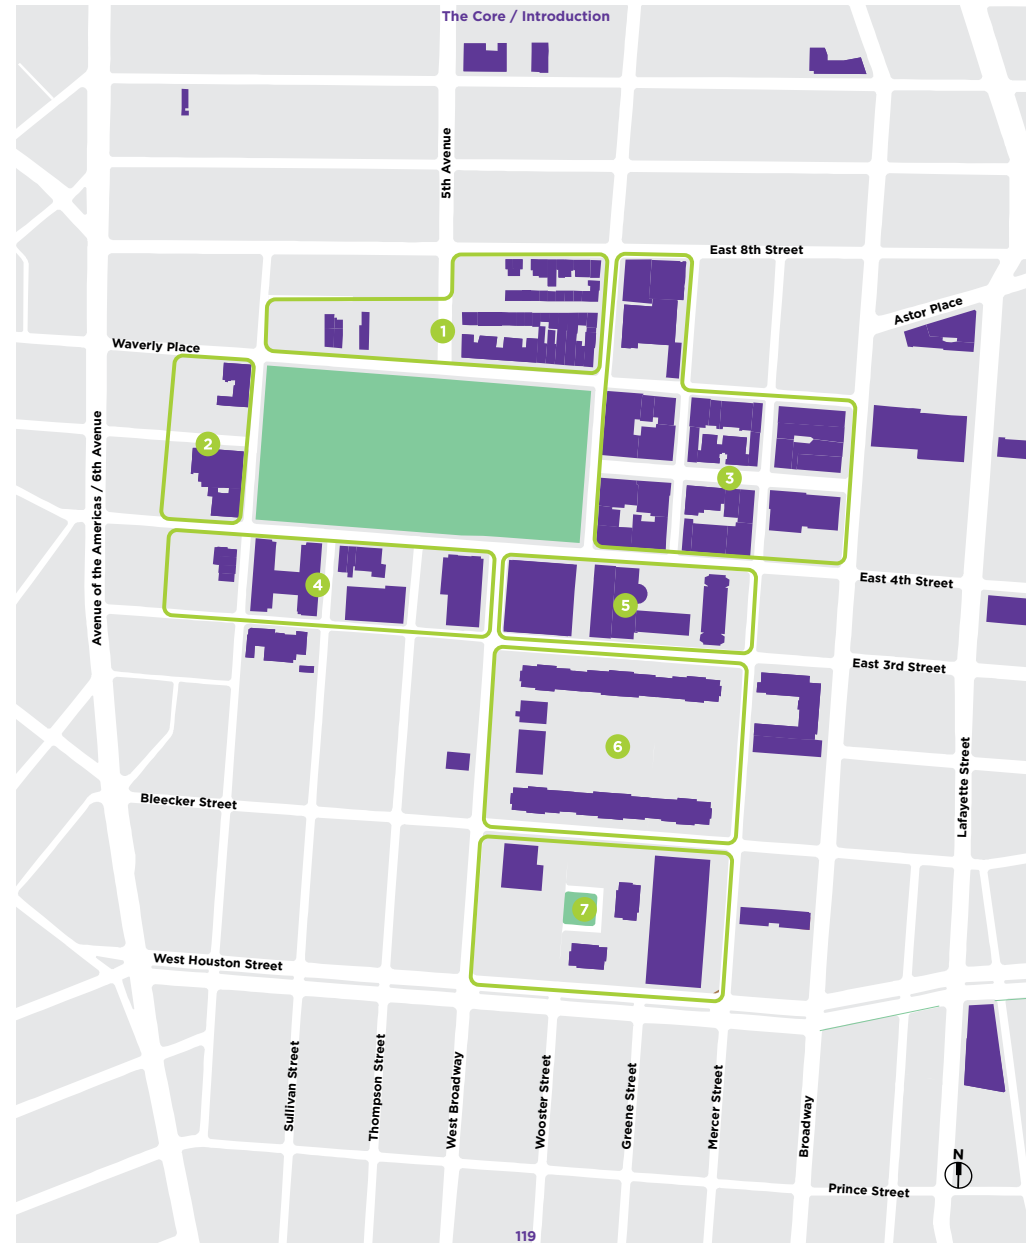 The Core / Introduction
5th Avenue
East 8th Street
Astor Place
1
Waverly Place
2
3
Avenue of the Americas / 6th Avenue
4
5
East 4th Street
East 3rd Street
6
Lafayette Street
Bleecker Street
7
West Houston Street
Sullivan Street
Thompson Street
West Broadway
Wooster Street
Greene Street
Mercer Street
Broadway
N
Prince Street
119